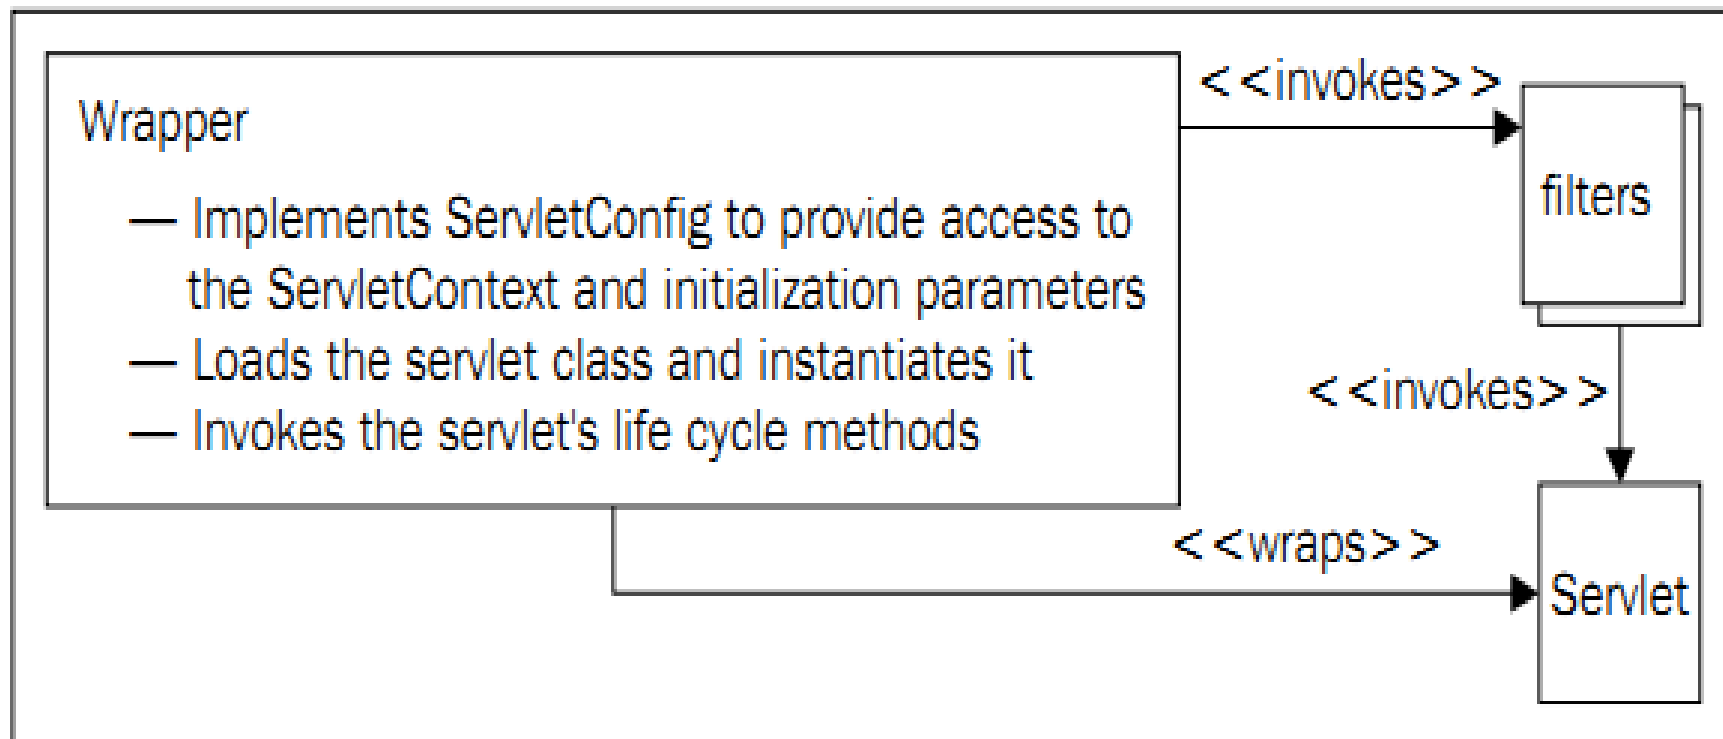 Wrapper
— Implements ServletConfig to provide access to
the ServletContext and initialization parameters
— Loads the servlet class and instantiates it
— Invokes the servlet's life cycle methods
<<invokes>>
filters
<<invokes>>
<<wraps>>
Servlet